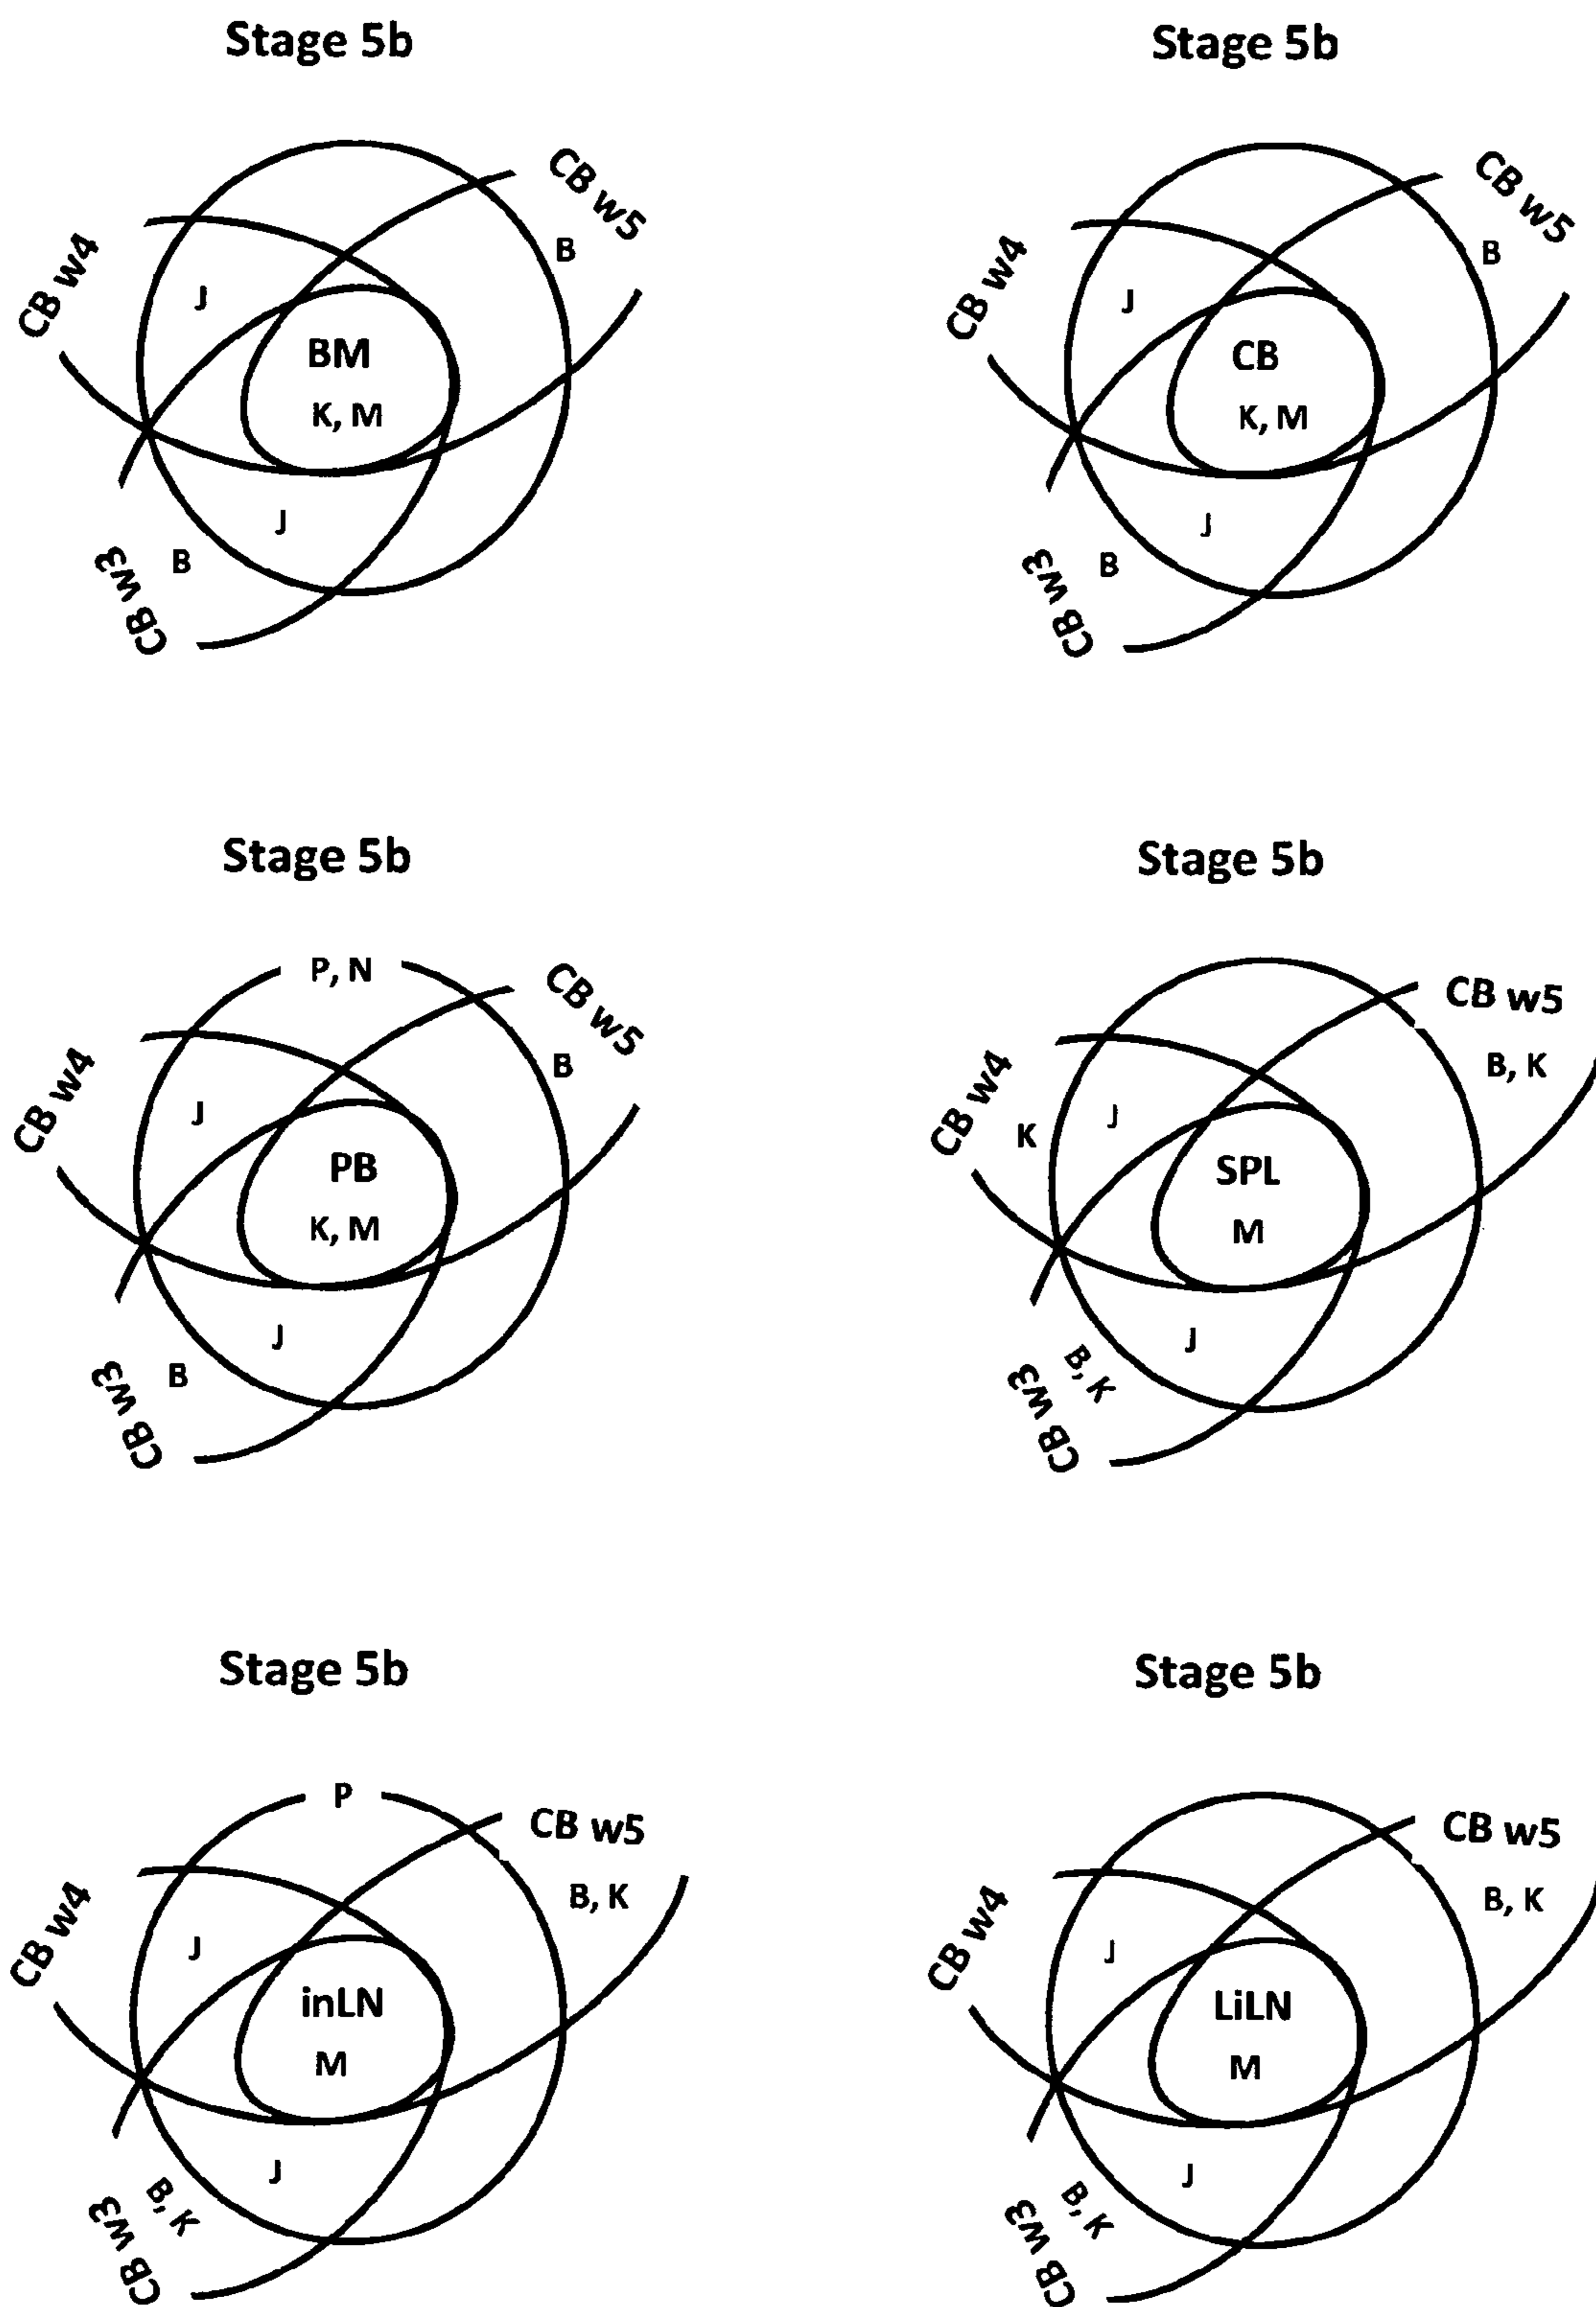 Stage 5b
CB w4
CB w5
B
J
BM
K, M
J
B
CB w3
Stage 5b
CB w4
CB w5
B
J
CB
K, M
J
B
CB w3
Stage 5b
P, N
CB w4
CB w5
B
J
PB
K, M
J
B
CB w3
Stage 5b
CB w4
CB w5
B, K
K
J
SPL
M
J
B, K
CB w3
Stage 5b
P
CB w4
CB w5
B, K
J
inLN
M
J
B, K
CB w3
Stage 5b
CB w4
CB w5
B, K
J
LiLN
M
J
B, K
CB w3